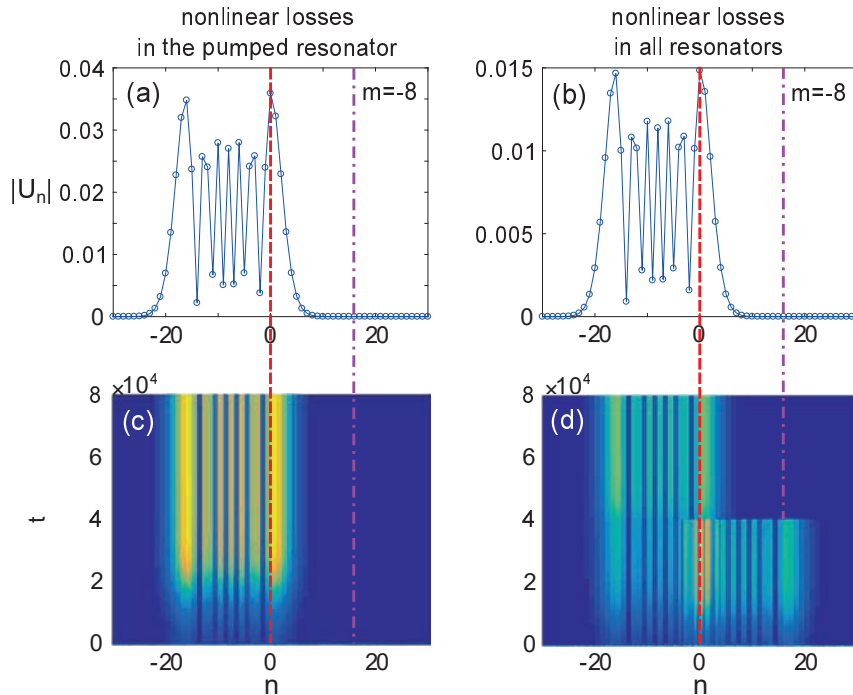 nonlinear losses
in the pumped resonator
nonlinear losses
in all resonators
0.04
0.03
0.02
0.01
0
|Uₙ|
(a)
m=-8
-20
0
20
0.015
0.01
0.005
0
(b)
m=-8
-20
0
20
×10⁴
8
6
4
2
0
t
(c)
-20
0
20
n
×10⁴
8
6
4
2
0
(d)
-20
0
20
n